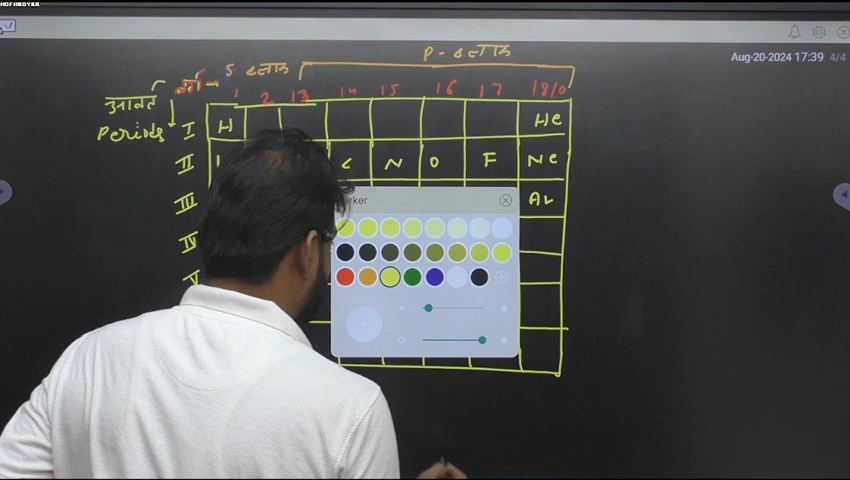 Aug-20-2024 17:39 4/4
P - ब्लाक
S ब्लाक
वर्ग → 1 2 13 14 15 16 17 18/0
आवर्त
Periods
I H He
II C N O F Ne
III Ar
IV
V